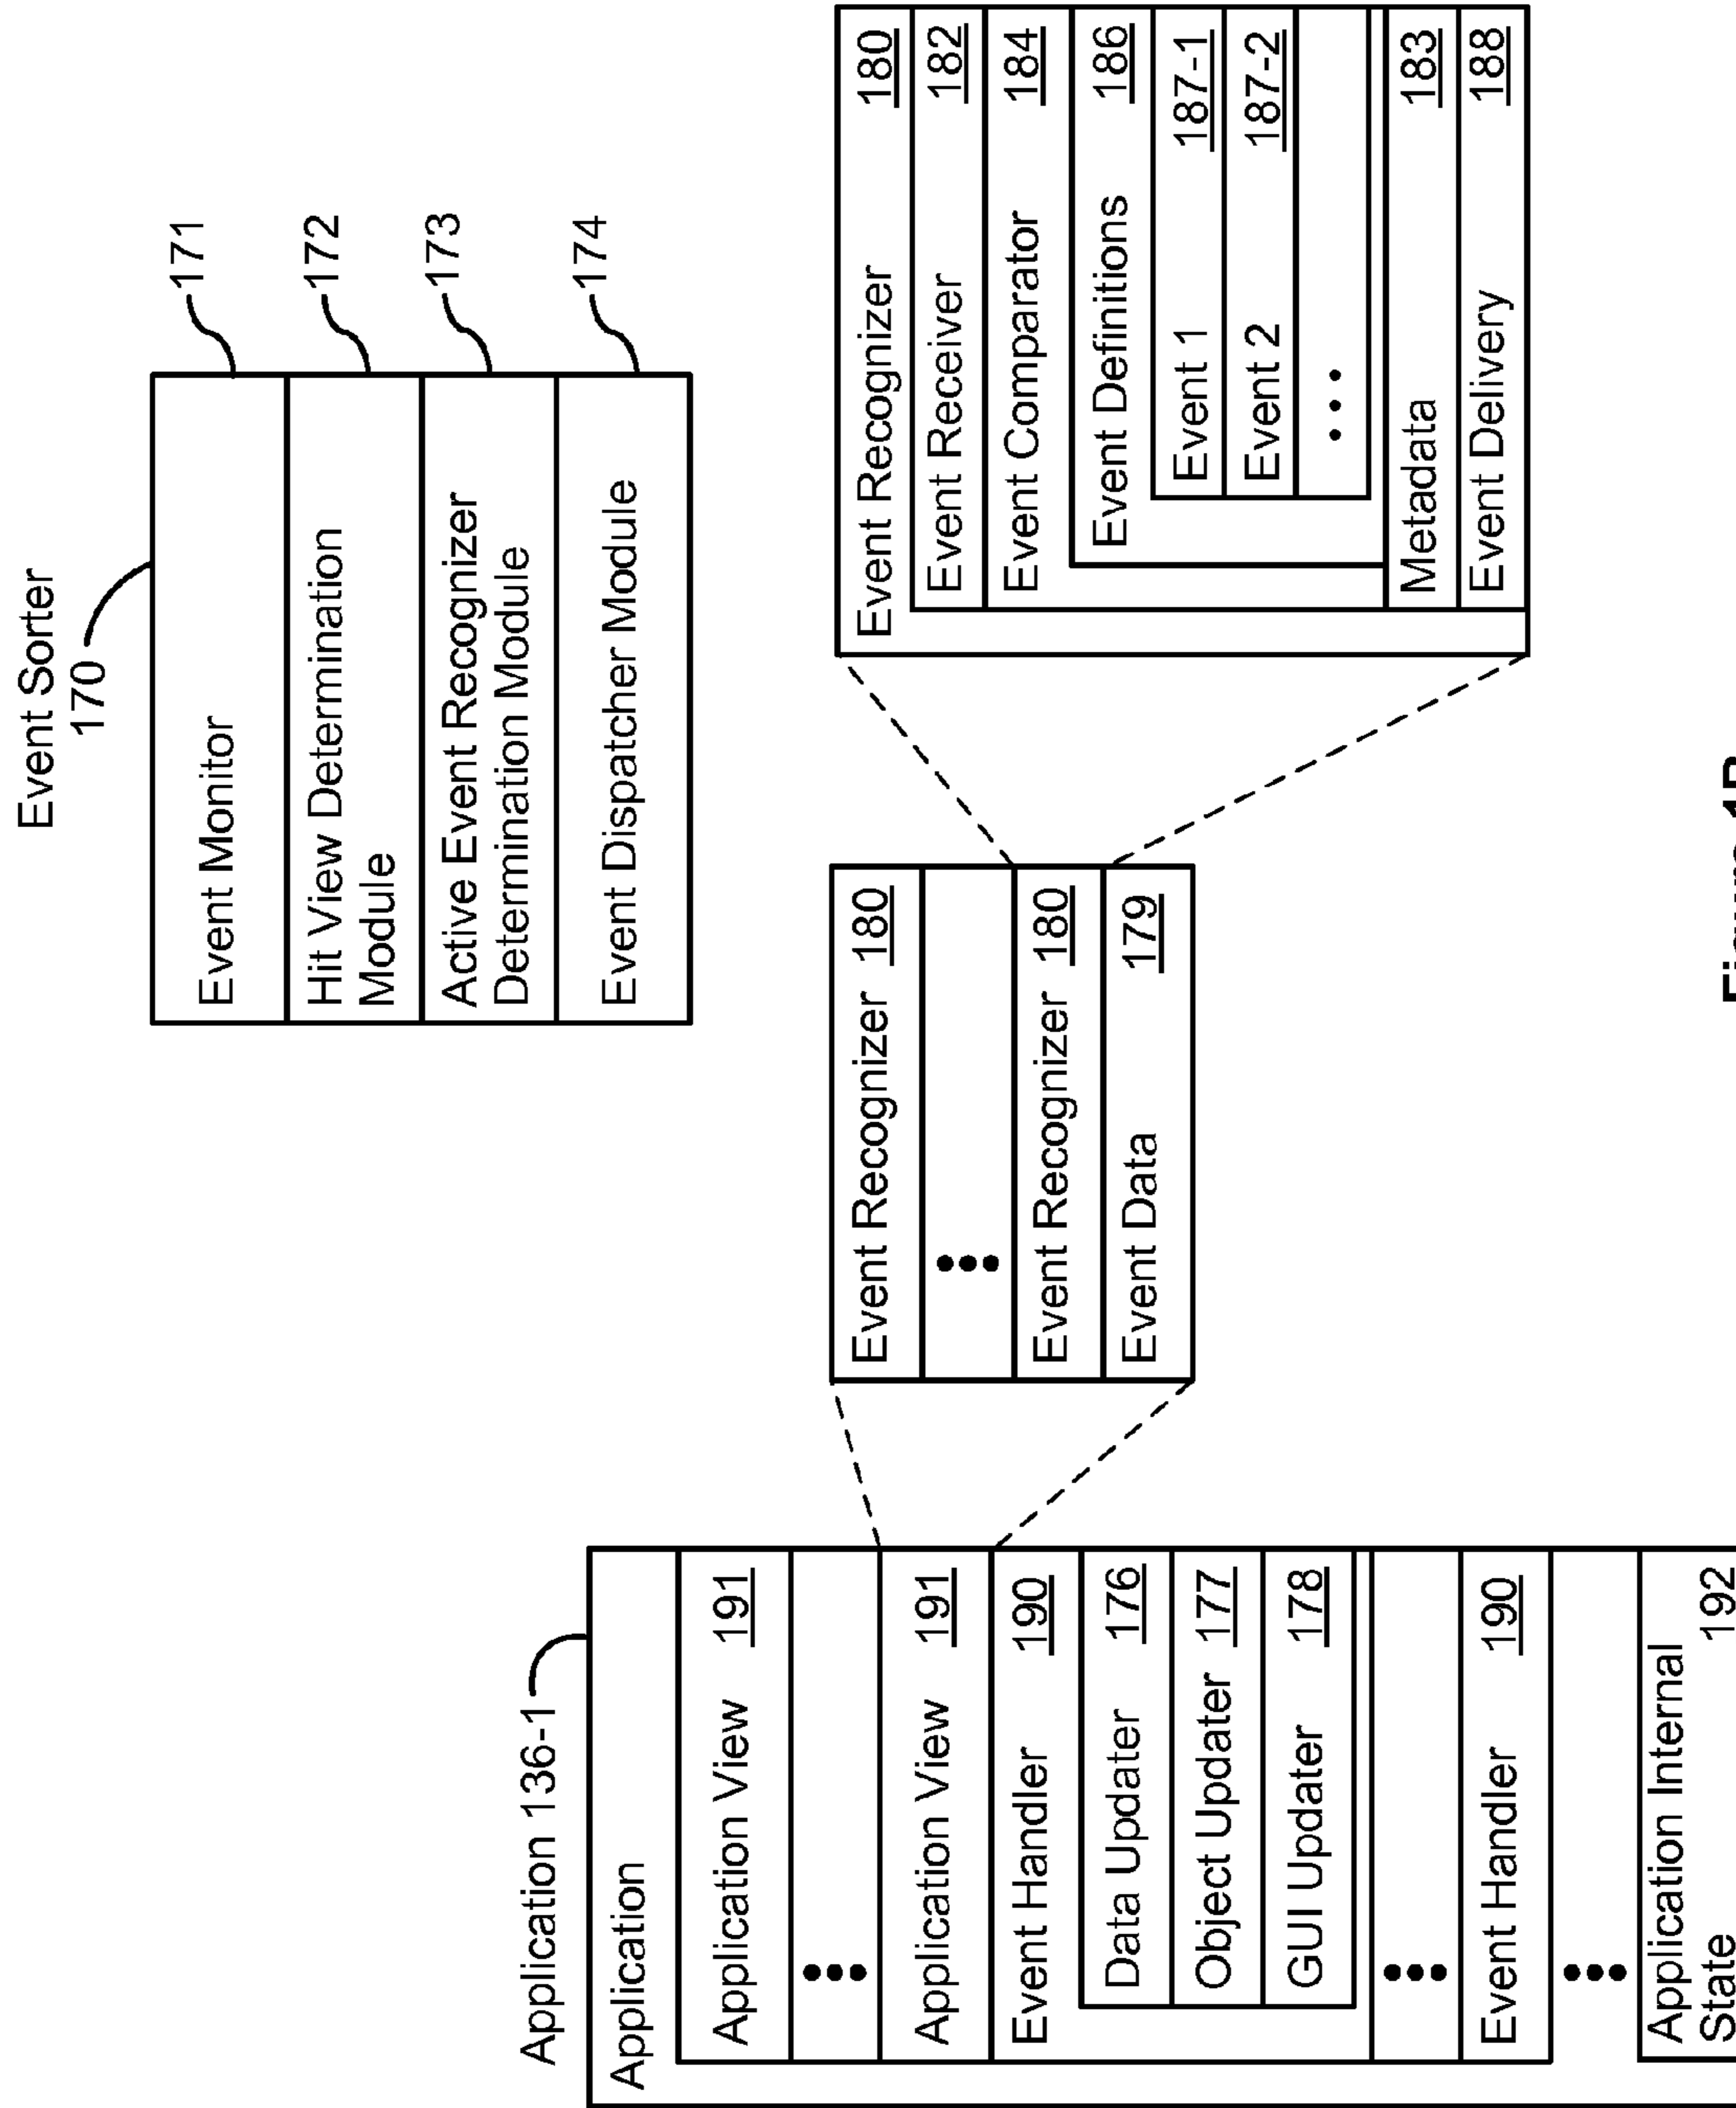 Event Sorter
170
Event Monitor
171
Hit View Determination
Module
172
Active Event Recognizer
Determination Module
173
Event Dispatcher Module
174
Application 136-1
Application
Application View 191
Application View 191
Event Handler 190
Data Updater 176
Object Updater 177
GUI Updater 178
Event Handler 190
Application Internal
State 192
Event Recognizer 180
Event Recognizer 180
Event Data 179
Event Recognizer 180
Event Receiver 182
Event Comparator 184
Event Definitions 186
Event 1 187-1
Event 2 187-2
Metadata 183
Event Delivery 188
Figure 1B